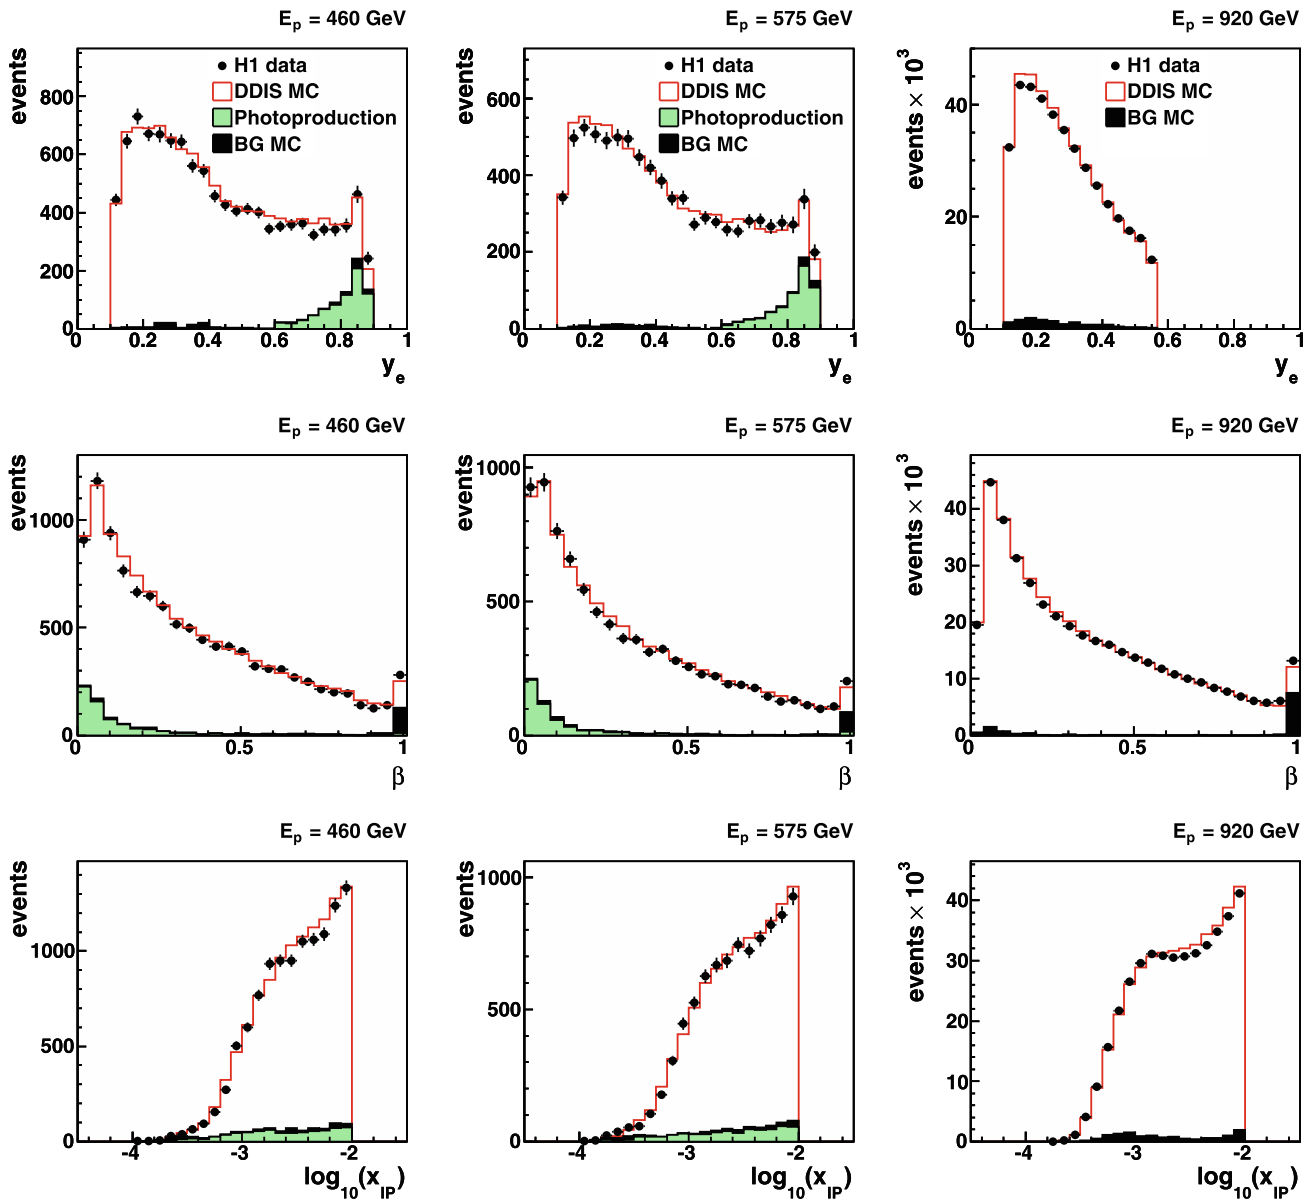 E_p = 460 GeV
events
800
600
400
200
0
H1 data
DDIS MC
Photoproduction
BG MC
0 0.2 0.4 0.6 0.8 1
y_e
E_p = 575 GeV
events
600
400
200
0
H1 data
DDIS MC
Photoproduction
BG MC
0 0.2 0.4 0.6 0.8 1
y_e
E_p = 920 GeV
events × 10^3
40
20
0
H1 data
DDIS MC
BG MC
0 0.2 0.4 0.6 0.8 1
y_e
E_p = 460 GeV
events
1000
500
0
0 0.5 1
β
E_p = 575 GeV
events
1000
500
0
0 0.5 1
β
E_p = 920 GeV
events × 10^3
40
30
20
10
0
0 0.5 1
β
E_p = 460 GeV
events
1000
500
0
-4 -3 -2
log_10(x_IP)
E_p = 575 GeV
events
1000
500
0
-4 -3 -2
log_10(x_IP)
E_p = 920 GeV
events × 10^3
40
30
20
10
0
-4 -3 -2
log_10(x_IP)